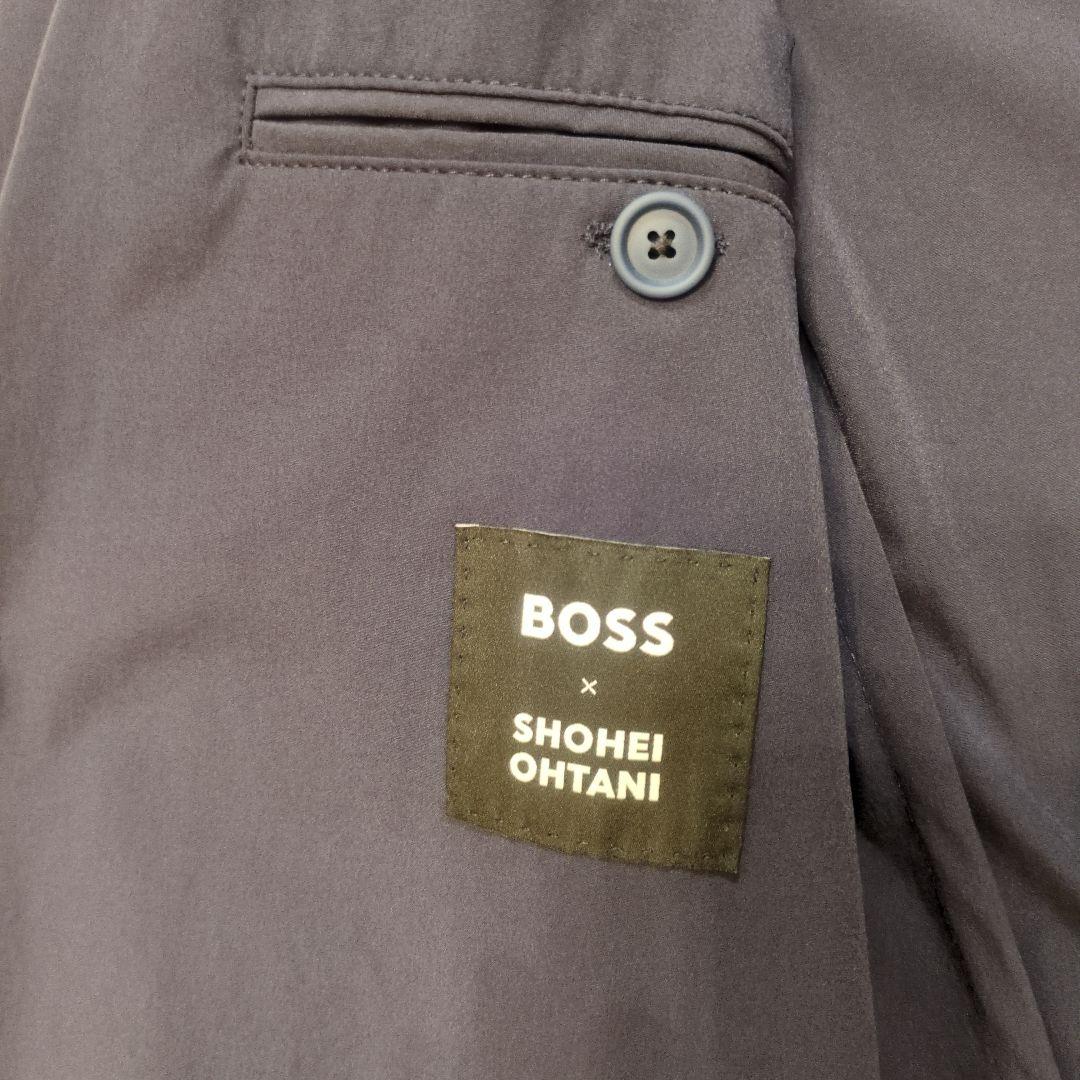 BOSS
×
SHOHEI
OHTANI